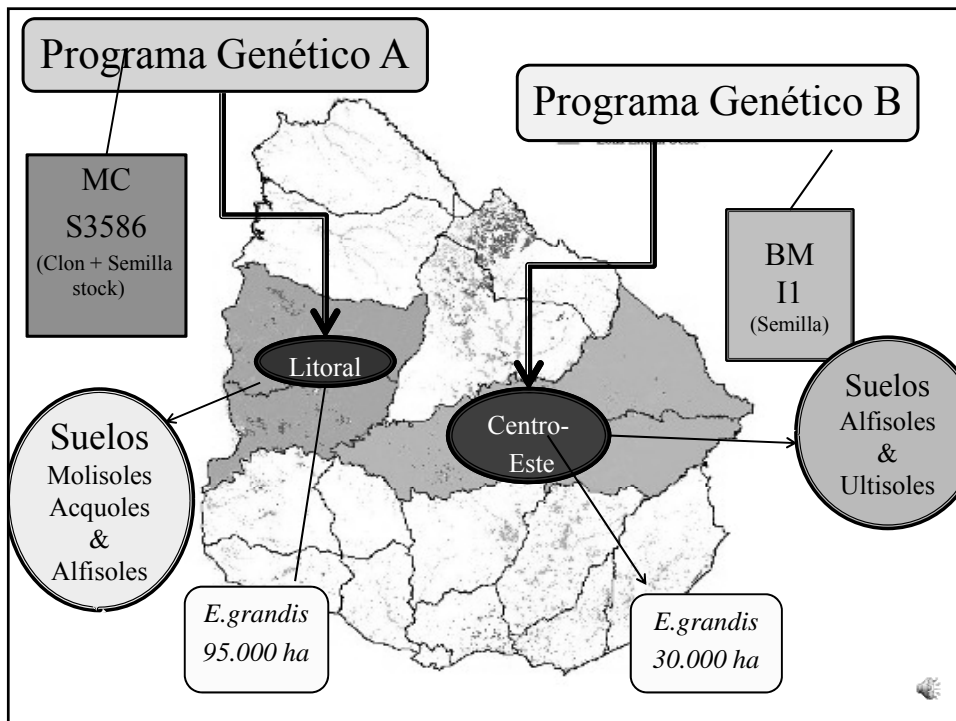 Programa Genético A
Programa Genético B
MC
S3586
(Clon + Semilla
stock)
BM
I1
(Semilla)
Litoral
Centro-
Este
Suelos
Molisoles
Acquoles
&
Alfisoles
Suelos
Alfisoles
&
Ultisoles
E.grandis
95.000 ha
E.grandis
30.000 ha